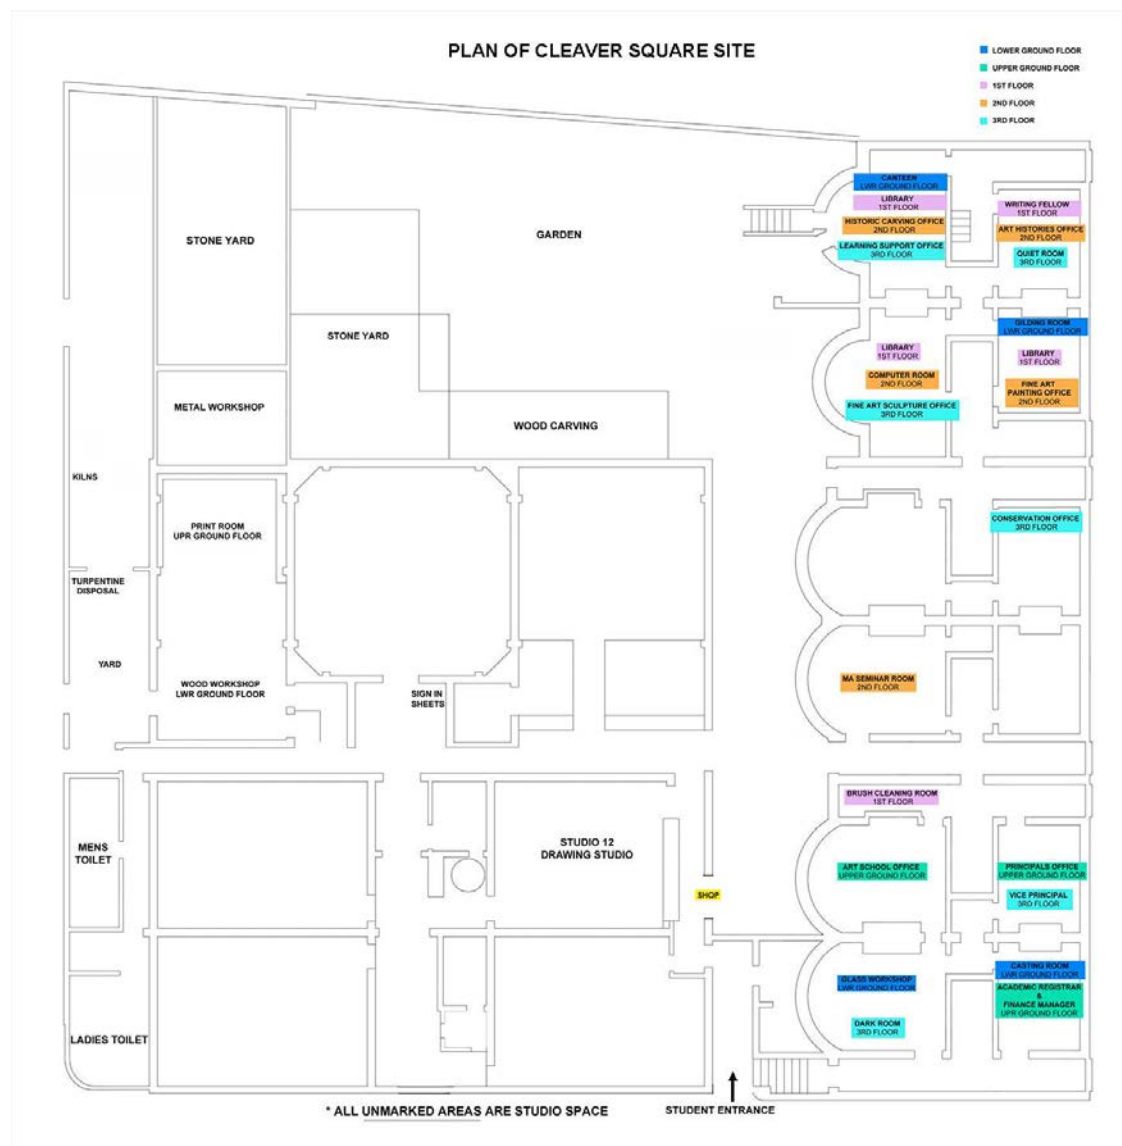 PLAN OF CLEAVER SQUARE SITE
LOWER GROUND FLOOR
UPPER GROUND FLOOR
1ST FLOOR
2ND FLOOR
3RD FLOOR
STONE YARD
GARDEN
STONE YARD
METAL WORKSHOP
WOOD CARVING
KILNS
PRINT ROOM
UPR GROUND FLOOR
TURPENTINE
DISPOSAL
YARD
WOOD WORKSHOP
LWR GROUND FLOOR
SIGN IN
SHEETS
MENS
TOILET
STUDIO 12
DRAWING STUDIO
SHOP
LADIES TOILET
CANTEEN
LWR GROUND FLOOR
LIBRARY
1ST FLOOR
HISTORIC CARVING OFFICE
2ND FLOOR
LEARNING SUPPORT OFFICE
3RD FLOOR
WRITING FELLOW
1ST FLOOR
ART HISTORIES OFFICE
2ND FLOOR
QUIET ROOM
3RD FLOOR
LIBRARY
1ST FLOOR
COMPUTER ROOM
2ND FLOOR
FINE ART SCULPTURE OFFICE
3RD FLOOR
GILDING ROOM
LWR GROUND FLOOR
LIBRARY
1ST FLOOR
FINE ART
PAINTING OFFICE
2ND FLOOR
CONSERVATION OFFICE
3RD FLOOR
MA SEMINAR ROOM
2ND FLOOR
BRUSH CLEANING ROOM
1ST FLOOR
ART SCHOOL OFFICE
UPPER GROUND FLOOR
PRINCIPALS OFFICE
UPPER GROUND FLOOR
VICE PRINCIPAL
3RD FLOOR
GLASS WORKSHOP
LWR GROUND FLOOR
DARK ROOM
3RD FLOOR
CASTING ROOM
LWR GROUND FLOOR
ACADEMIC REGISTRAR
&
FINANCE MANAGER
UPR GROUND FLOOR
* ALL UNMARKED AREAS ARE STUDIO SPACE
STUDENT ENTRANCE